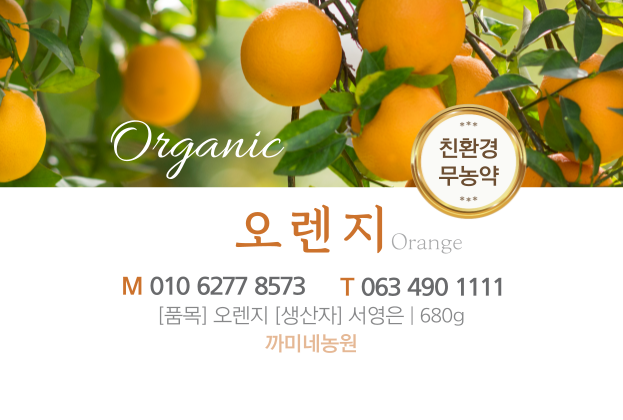 Organic
***
친환경
무농약
***
오렌지 Orange
M 010 6277 8573 T 063 490 1111
[품목] 오렌지 [생산자] 서영은 | 680g
까미네농원